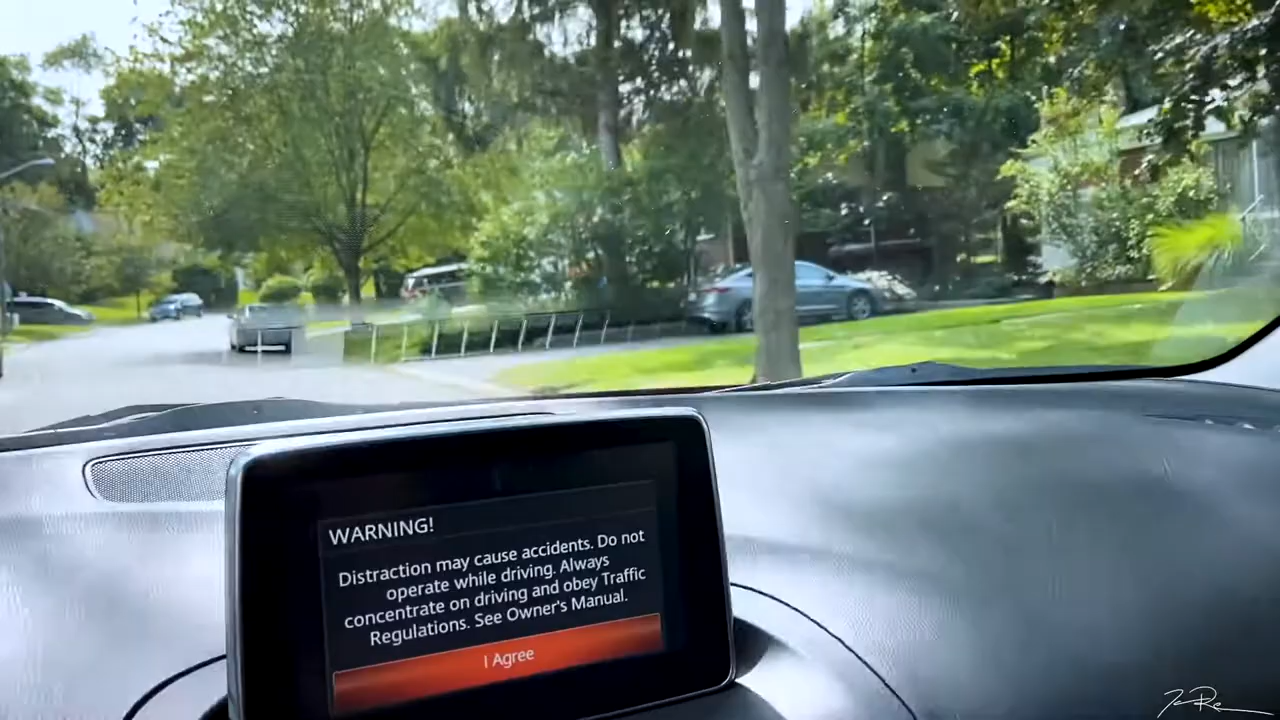 WARNING!
Distraction may cause accidents. Do not
operate while driving. Always
concentrate on driving and obey Traffic
Regulations. See Owner's Manual.
I Agree